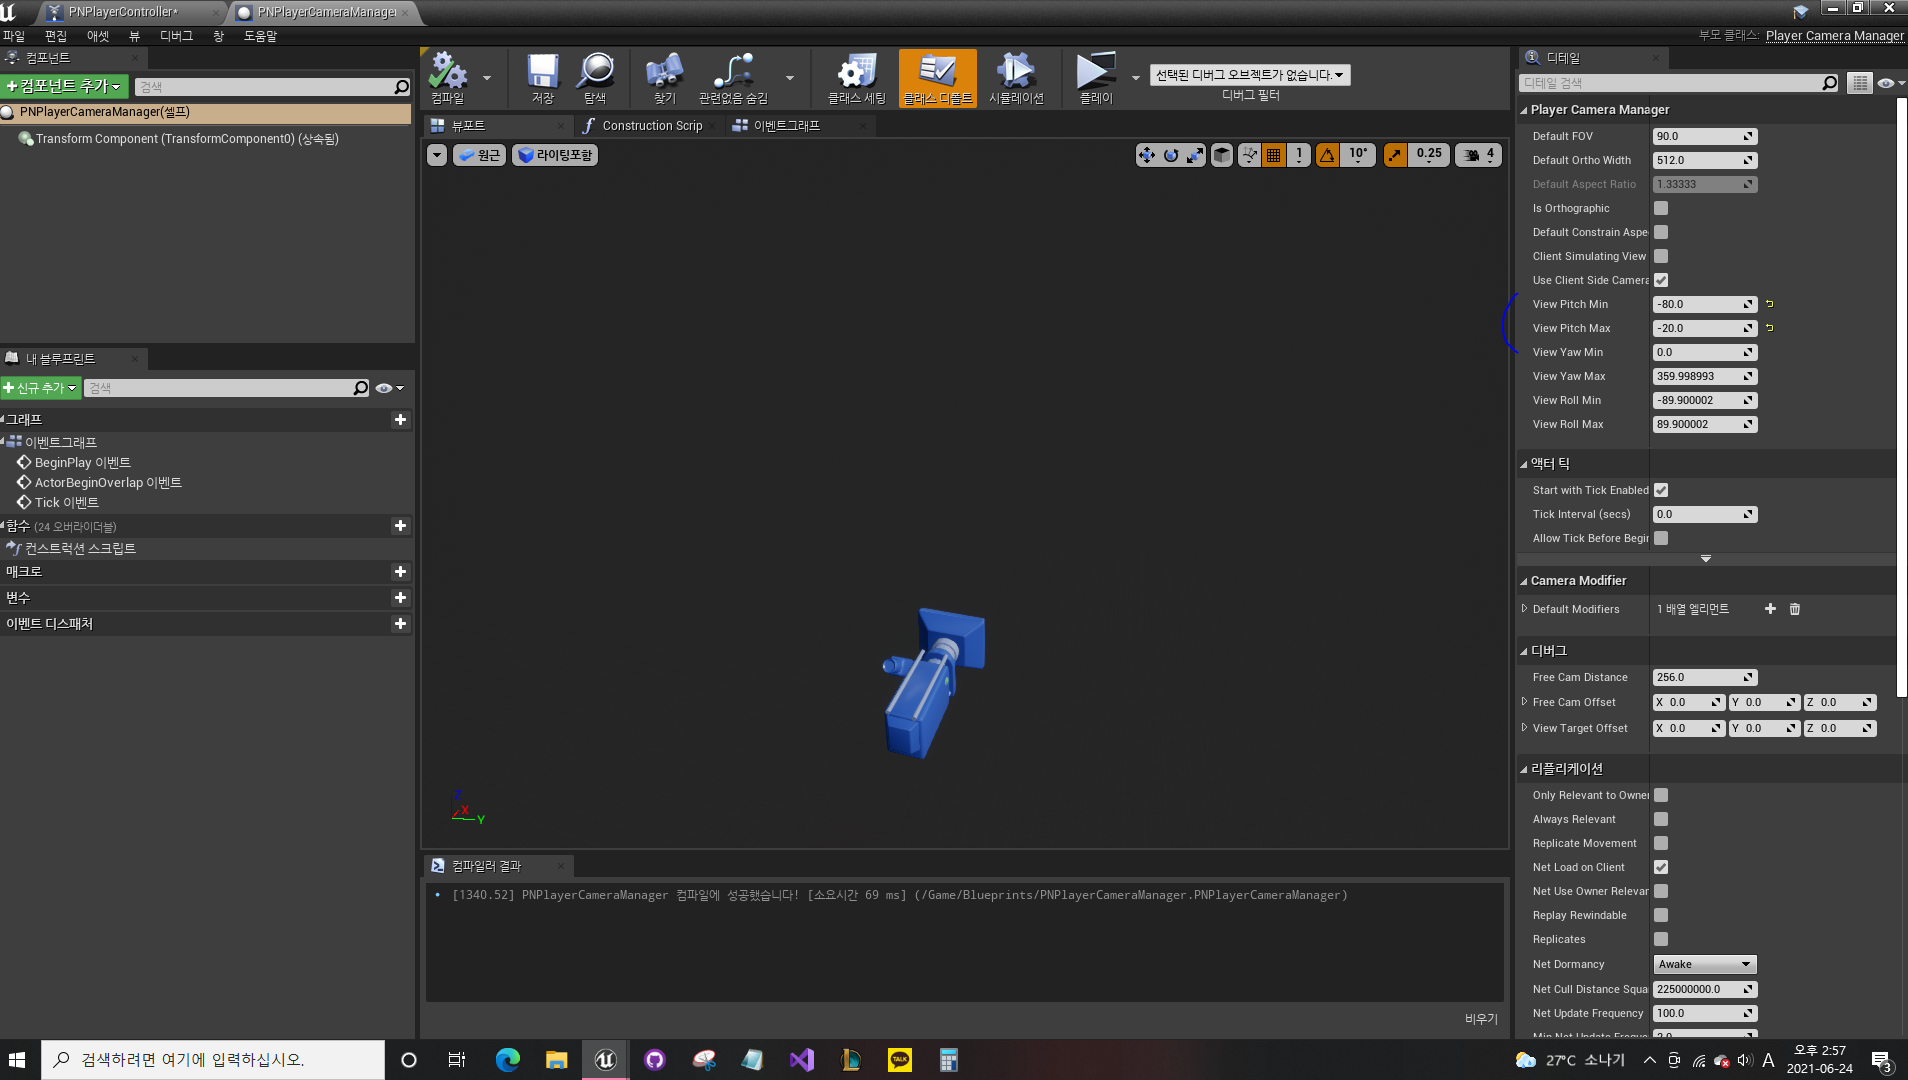 PNPlayerController*
PNPlayerCameraManager
파일 편집 애셋 뷰 디버그 창 도움말
부모 클래스: Player Camera Manager
컴포넌트
컴포넌트 추가 검색
PNPlayerCameraManager(셀프)
Transform Component (TransformComponent0) (상속됨)
내 블루프린트
신규 추가 검색
그래프
이벤트그래프
BeginPlay 이벤트
ActorBeginOverlap 이벤트
Tick 이벤트
함수 (24 오버라이더블)
컨스트럭션 스크립트
매크로
변수
이벤트 디스패처
컴파일 저장 탐색 찾기 관련없음 숨김 클래스 세팅 클래스 디폴트 시뮬레이션 플레이
선택된 디버그 오브젝트가 없습니다.
디버그 필터
뷰포트 Construction Scrip 이벤트그래프
원근 라이팅포함 1 10° 0.25 4
Z
X
Y
컴파일러 결과
• [1340.52] PNPlayerCameraManager 컴파일에 성공했습니다! [소요시간 69 ms] (/Game/Blueprints/PNPlayerCameraManager.PNPlayerCameraManager)
비우기
디테일
디테일 검색
Player Camera Manager
Default FOV 90.0
Default Ortho Width 512.0
Default Aspect Ratio 1.33333
Is Orthographic
Default Constrain Aspe
Client Simulating View
Use Client Side Camera
View Pitch Min -80.0
View Pitch Max -20.0
View Yaw Min 0.0
View Yaw Max 359.998993
View Roll Min -89.900002
View Roll Max 89.900002
액터 틱
Start with Tick Enabled
Tick Interval (secs) 0.0
Allow Tick Before Begin
Camera Modifier
Default Modifiers 1 배열 엘리먼트
디버그
Free Cam Distance 256.0
Free Cam Offset X 0.0 Y 0.0 Z 0.0
View Target Offset X 0.0 Y 0.0 Z 0.0
리플리케이션
Only Relevant to Owner
Always Relevant
Replicate Movement
Net Load on Client
Net Use Owner Relevan
Replay Rewindable
Replicates
Net Dormancy Awake
Net Cull Distance Squa 225000000.0
Net Update Frequency 100.0
Min Net Update Freque 2.0
검색하려면 여기에 입력하십시오.
TALK
27°C 소나기
A
오후 2:57
2021-06-24
3